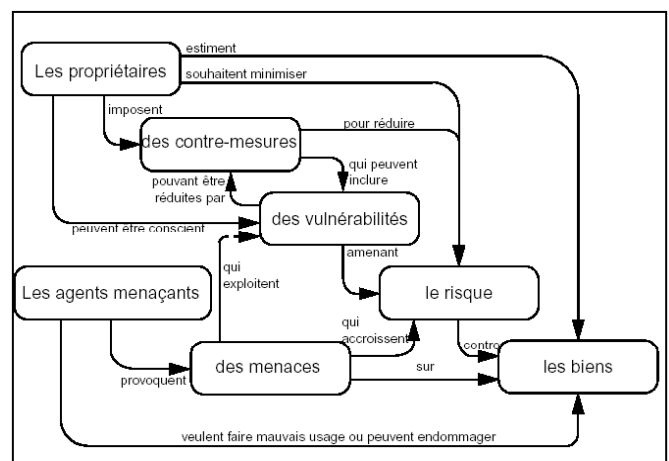 estiment
Les propriétaires
souhaitent minimiser
imposent
pour réduire
des contre-mesures
qui peuvent
inclure
pouvant être
réduites par
des vulnérabilités
peuvent être conscient
amenant
qui
exploitent
Les agents menaçants
le risque
qui
accroissent
contre
des menaces
les biens
provoquent
sur
veulent faire mauvais usage ou peuvent endommager